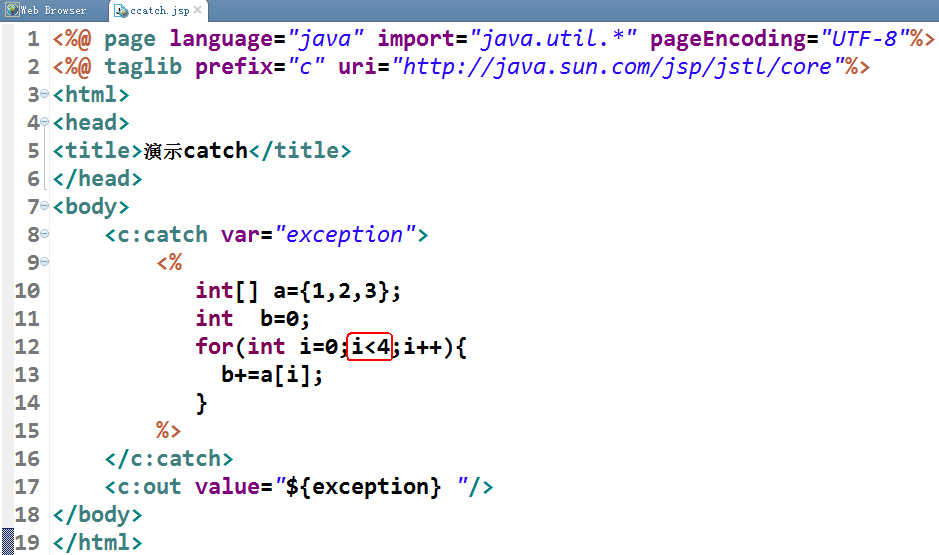 Web Browser ccatch.jsp
1 <%@ page language="java" import="java.util.*" pageEncoding="UTF-8"%>
2 <%@ taglib prefix="c" uri="http://java.sun.com/jsp/jstl/core"%>
3 <html>
4 <head>
5 <title>演示catch</title>
6 </head>
7 <body>
8 <c:catch var="exception">
9 <%
10 int[] a={1,2,3};
11 int  b=0;
12 for(int i=0;i<4;i++){
13 b+=a[i];
14 }
15 %>
16 </c:catch>
17 <c:out value="${exception} "/>
18 </body>
19 </html>